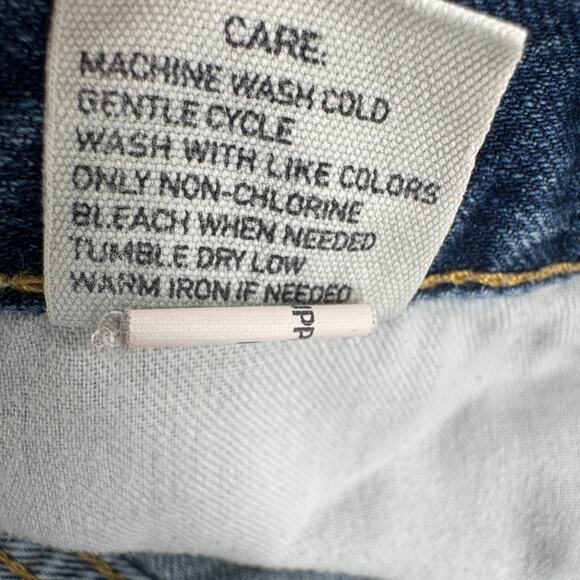 CARE:
MACHINE WASH COLD
GENTLE CYCLE
WASH WITH LIKE COLORS
ONLY NON-CHLORINE
BLEACH WHEN NEEDED
TUMBLE DRY LOW
WARM IRON IF NEEDED